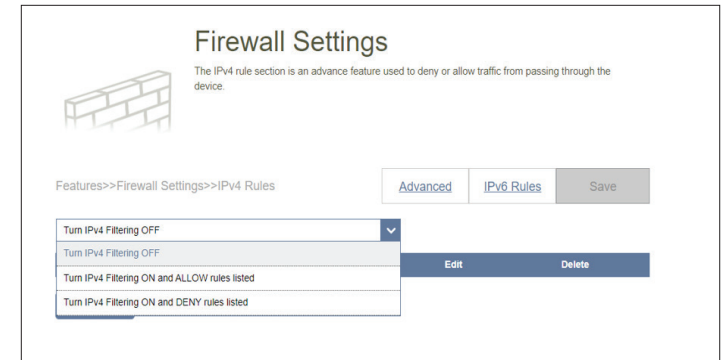 Firewall Settings
The IPv4 rule section is an advance feature used to deny or allow traffic from passing through the
device.
Features>>Firewall Settings>>IPv4 Rules
Advanced
IPv6 Rules
Save
Turn IPv4 Filtering OFF
Turn IPv4 Filtering OFF
Edit
Delete
Turn IPv4 Filtering ON and ALLOW rules listed
Turn IPv4 Filtering ON and DENY rules listed